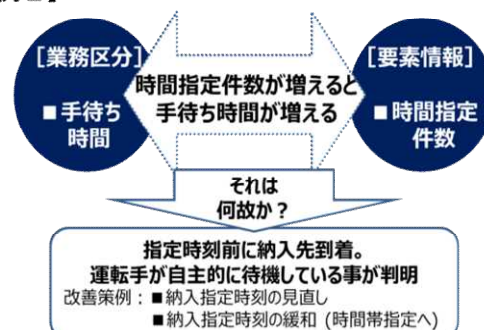 [業務区分]
■手待ち
時間
時間指定件数が増えると
手待ち時間が増える
[要素情報]
■時間指定
件数
それは
何故か？
指定時刻前に納入先到着。
運転手が自主的に待機している事が判明
改善策例：■納入指定時刻の見直し
■納入指定時刻の緩和 (時間帯指定へ)